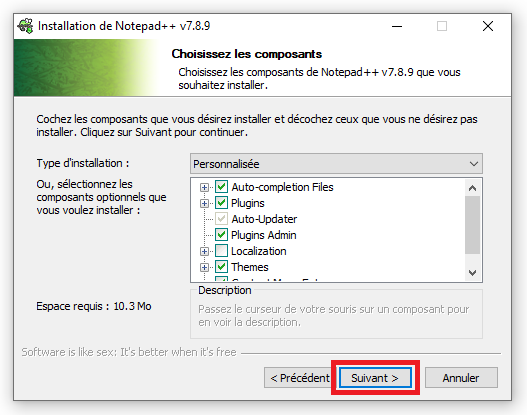 Installation de Notepad++ v7.8.9
Choisissez les composants
Choisissez les composants de Notepad++ v7.8.9 que vous
souhaitez installer.
Cochez les composants que vous désirez installer et décochez ceux que vous ne désirez pas
installer. Cliquez sur Suivant pour continuer.
Type d'installation :
Personnalisée
Ou, sélectionnez les
composants optionnels que
vous voulez installer :
Auto-completion Files
Plugins
Auto-Updater
Plugins Admin
Localization
Themes
Espace requis : 10.3 Mo
Description
Passez le curseur de votre souris sur un composant pour
en voir la description.
Software is like sex: It's better when it's free
< Précédent
Suivant >
Annuler